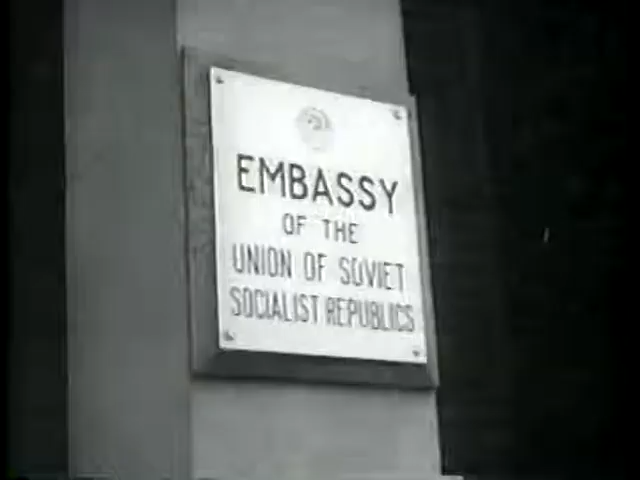 EMBASSY
OF THE
UNION OF SOVIET
SOCIALIST REPUBLICS